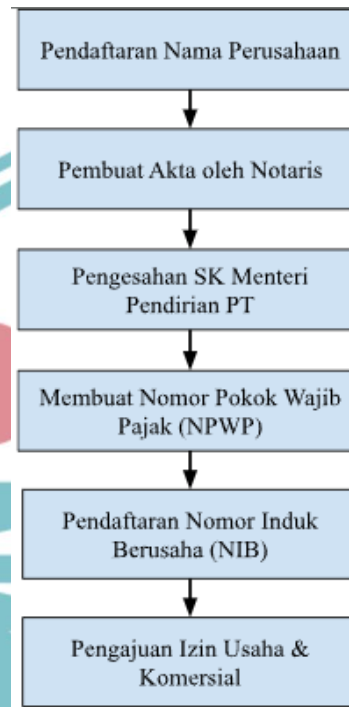 Pendaftaran Nama Perusahaan
Pembuat Akta oleh Notaris
Pengesahan SK Menteri
Pendirian PT
Membuat Nomor Pokok Wajib
Pajak (NPWP)
Pendaftaran Nomor Induk
Berusaha (NIB)
Pengajuan Izin Usaha &
Komersial